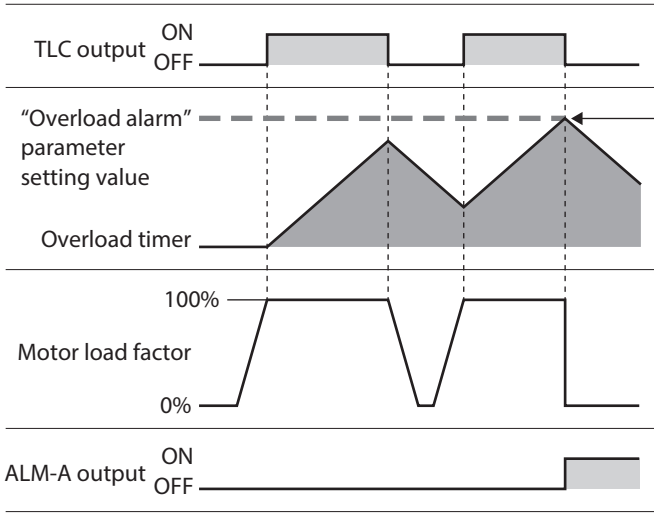 TLC output
ON
OFF
“Overload alarm”
parameter
setting value
Overload timer
100%
Motor load factor
0%
ALM-A output
ON
OFF